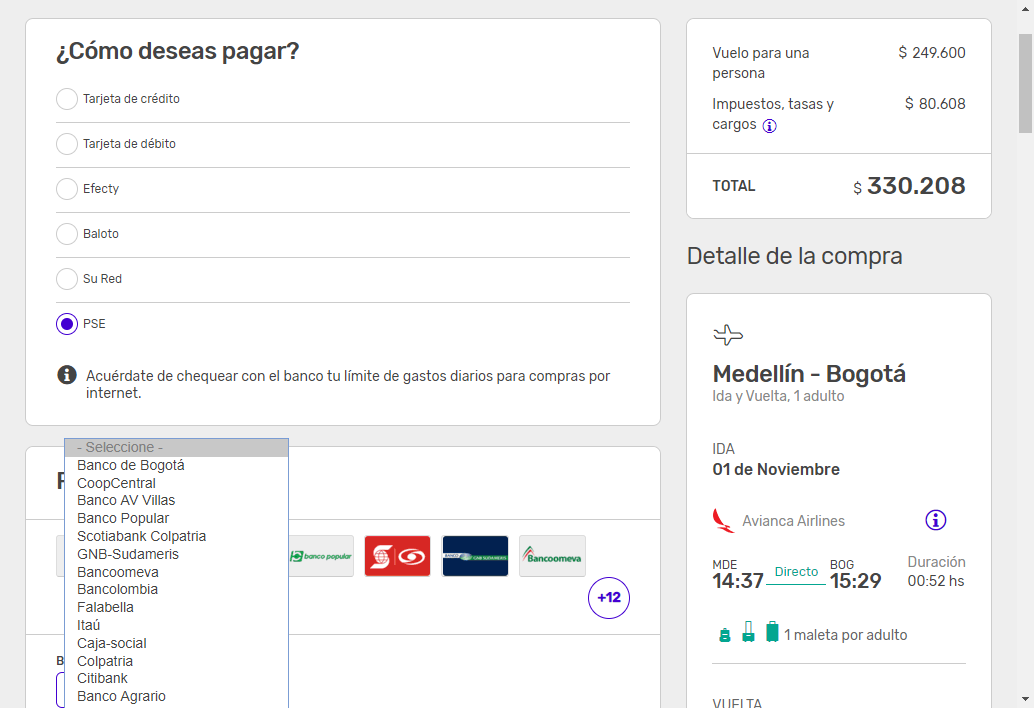 ¿Cómo deseas pagar?
Tarjeta de crédito
Tarjeta de débito
Efecty
Baloto
Su Red
PSE
Acuérdate de chequear con el banco tu límite de gastos diarios para compras por
internet.
- Seleccione -
Banco de Bogotá
CoopCentral
Banco AV Villas
Banco Popular
Scotiabank Colpatria
GNB-Sudameris
Bancoomeva
Bancolombia
Falabella
Itaú
Caja-social
Colpatria
Citibank
Banco Agrario
banco popular
Bancoomeva
+12
Vuelo para una
persona
$ 249.600
Impuestos, tasas y
cargos
$ 80.608
TOTAL
$ 330.208
Detalle de la compra
Medellín - Bogotá
Ida y Vuelta, 1 adulto
IDA
01 de Noviembre
Avianca Airlines
MDE
14:37
Directo
BOG
15:29
Duración
00:52 hs
1 maleta por adulto
VUELTA